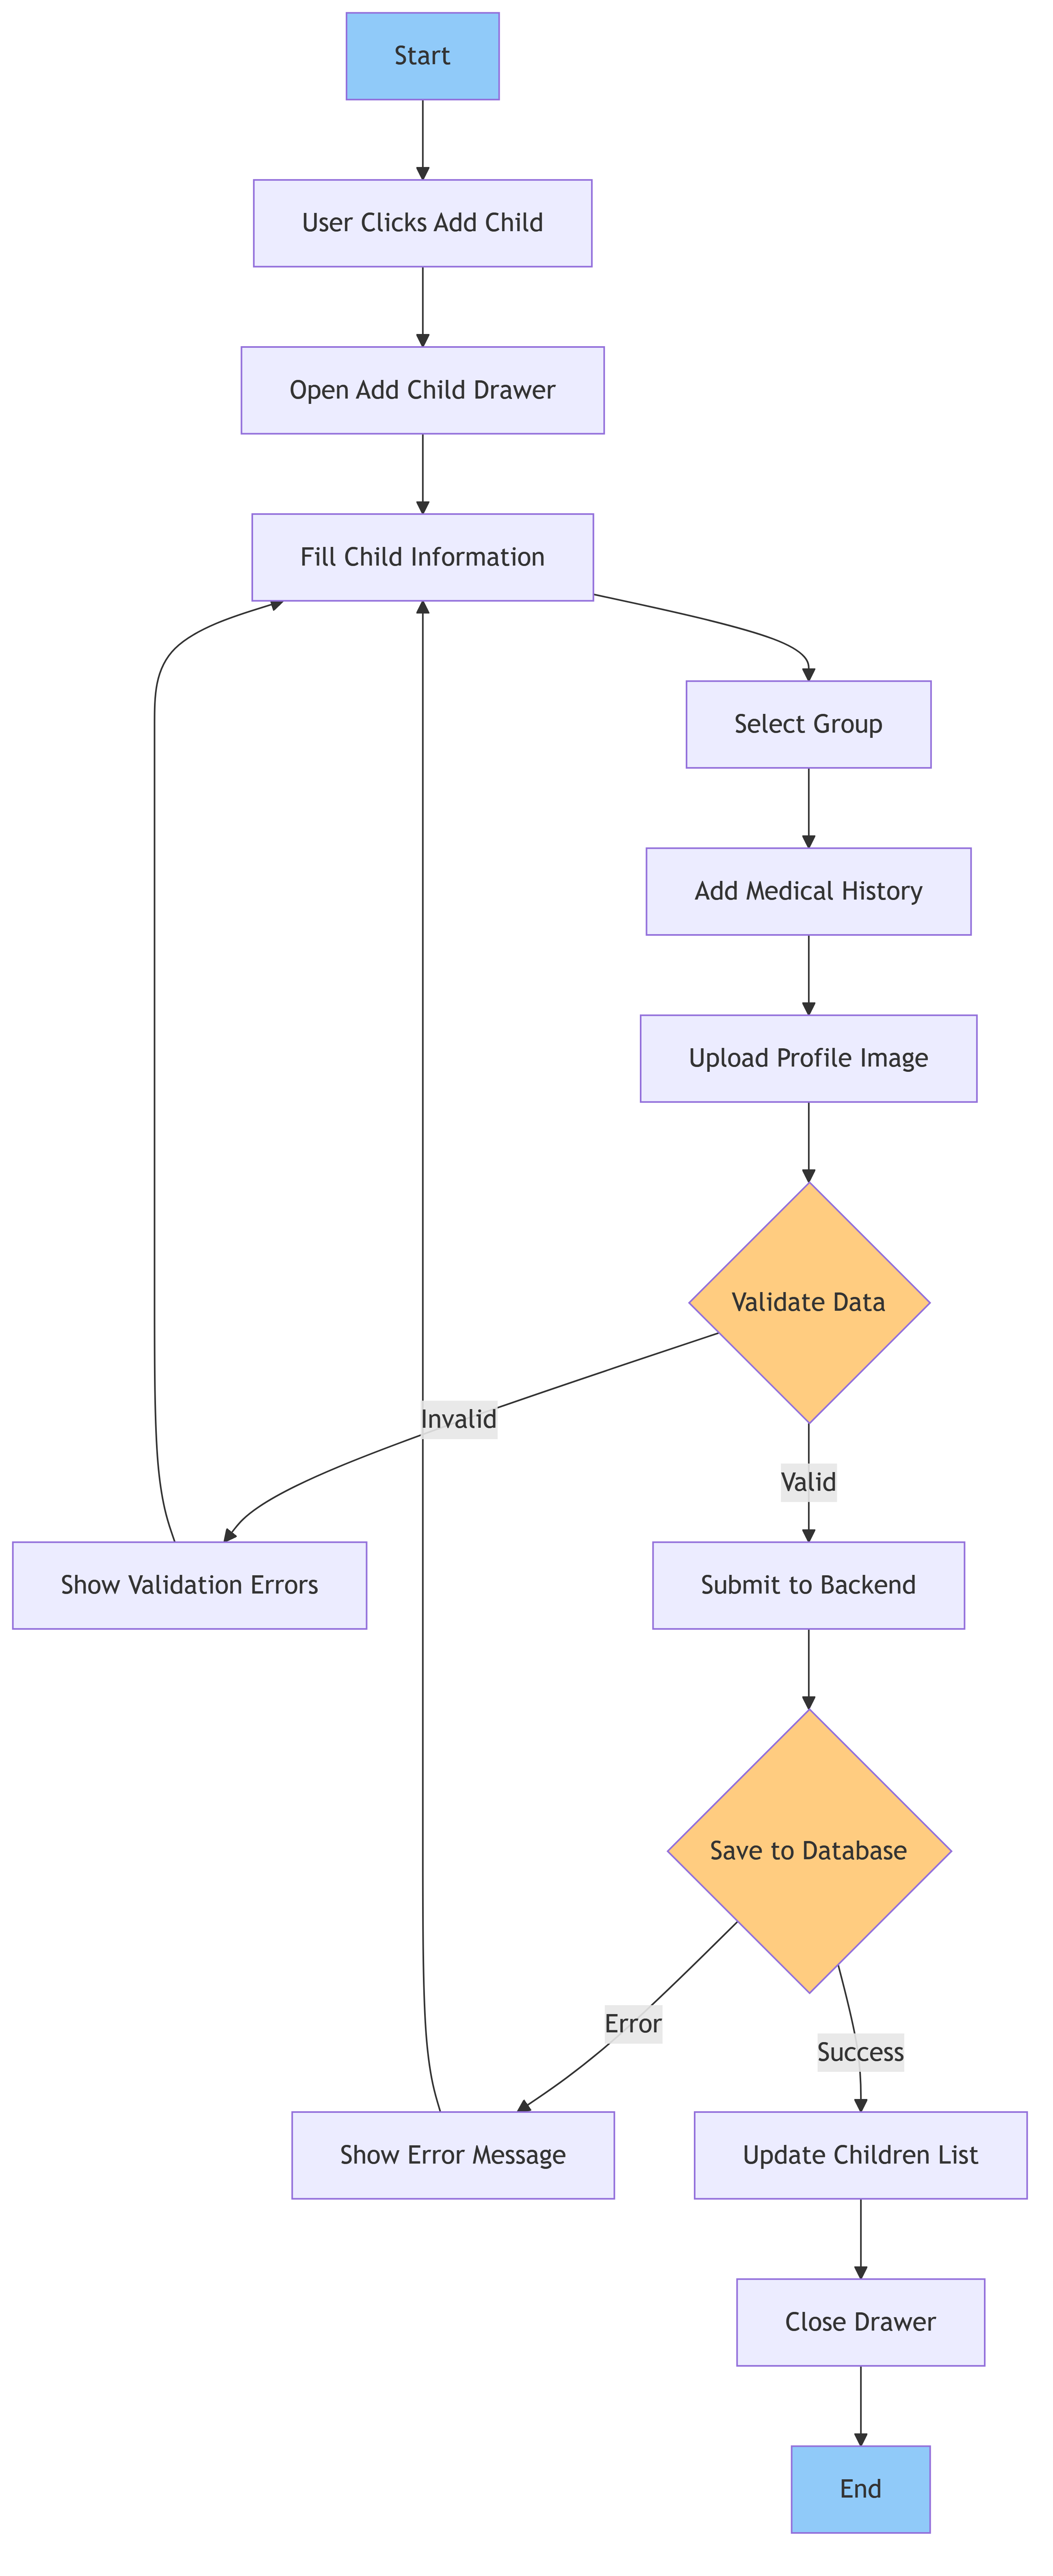 Start
User Clicks Add Child
Open Add Child Drawer
Fill Child Information
Select Group
Add Medical History
Upload Profile Image
Validate Data
Invalid
Valid
Show Validation Errors
Submit to Backend
Save to Database
Error
Success
Show Error Message
Update Children List
Close Drawer
End